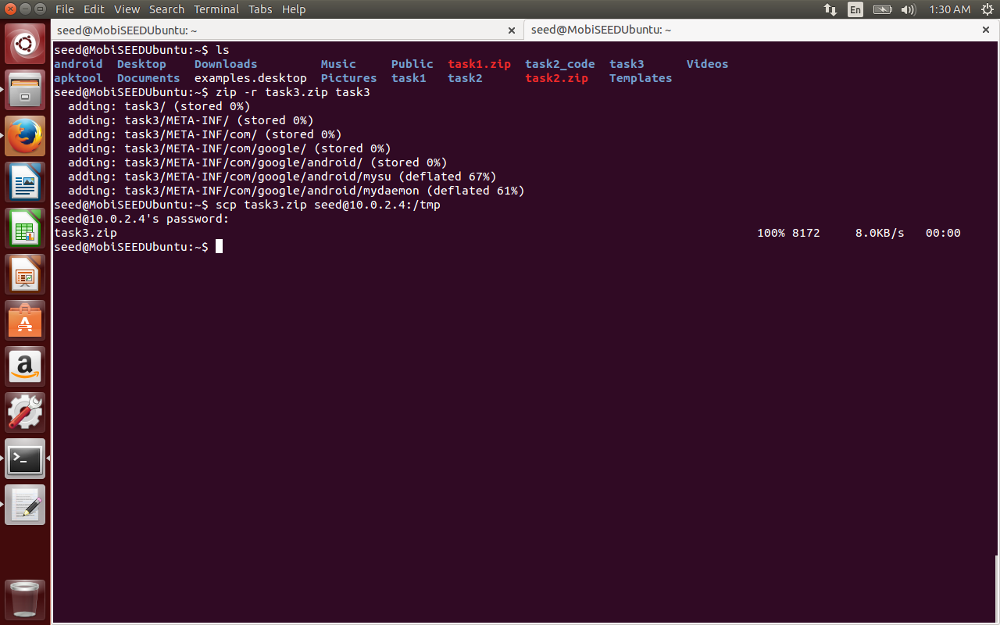 File Edit View Search Terminal Tabs Help En 1:30 AM
seed@MobiSEEDUbuntu: ~ × seed@MobiSEEDUbuntu: ~ ×
seed@MobiSEEDUbuntu:~$ ls
android Desktop Downloads Music Public task1.zip task2_code task3 Videos
apktool Documents examples.desktop Pictures task1 task2 task2.zip Templates
seed@MobiSEEDUbuntu:~$ zip -r task3.zip task3
adding: task3/ (stored 0%)
adding: task3/META-INF/ (stored 0%)
adding: task3/META-INF/com/ (stored 0%)
adding: task3/META-INF/com/google/ (stored 0%)
adding: task3/META-INF/com/google/android/ (stored 0%)
adding: task3/META-INF/com/google/android/mysu (deflated 67%)
adding: task3/META-INF/com/google/android/mydaemon (deflated 61%)
seed@MobiSEEDUbuntu:~$ scp task3.zip seed@10.0.2.4:/tmp
seed@10.0.2.4's password:
task3.zip 100% 8172 8.0KB/s 00:00
seed@MobiSEEDUbuntu:~$